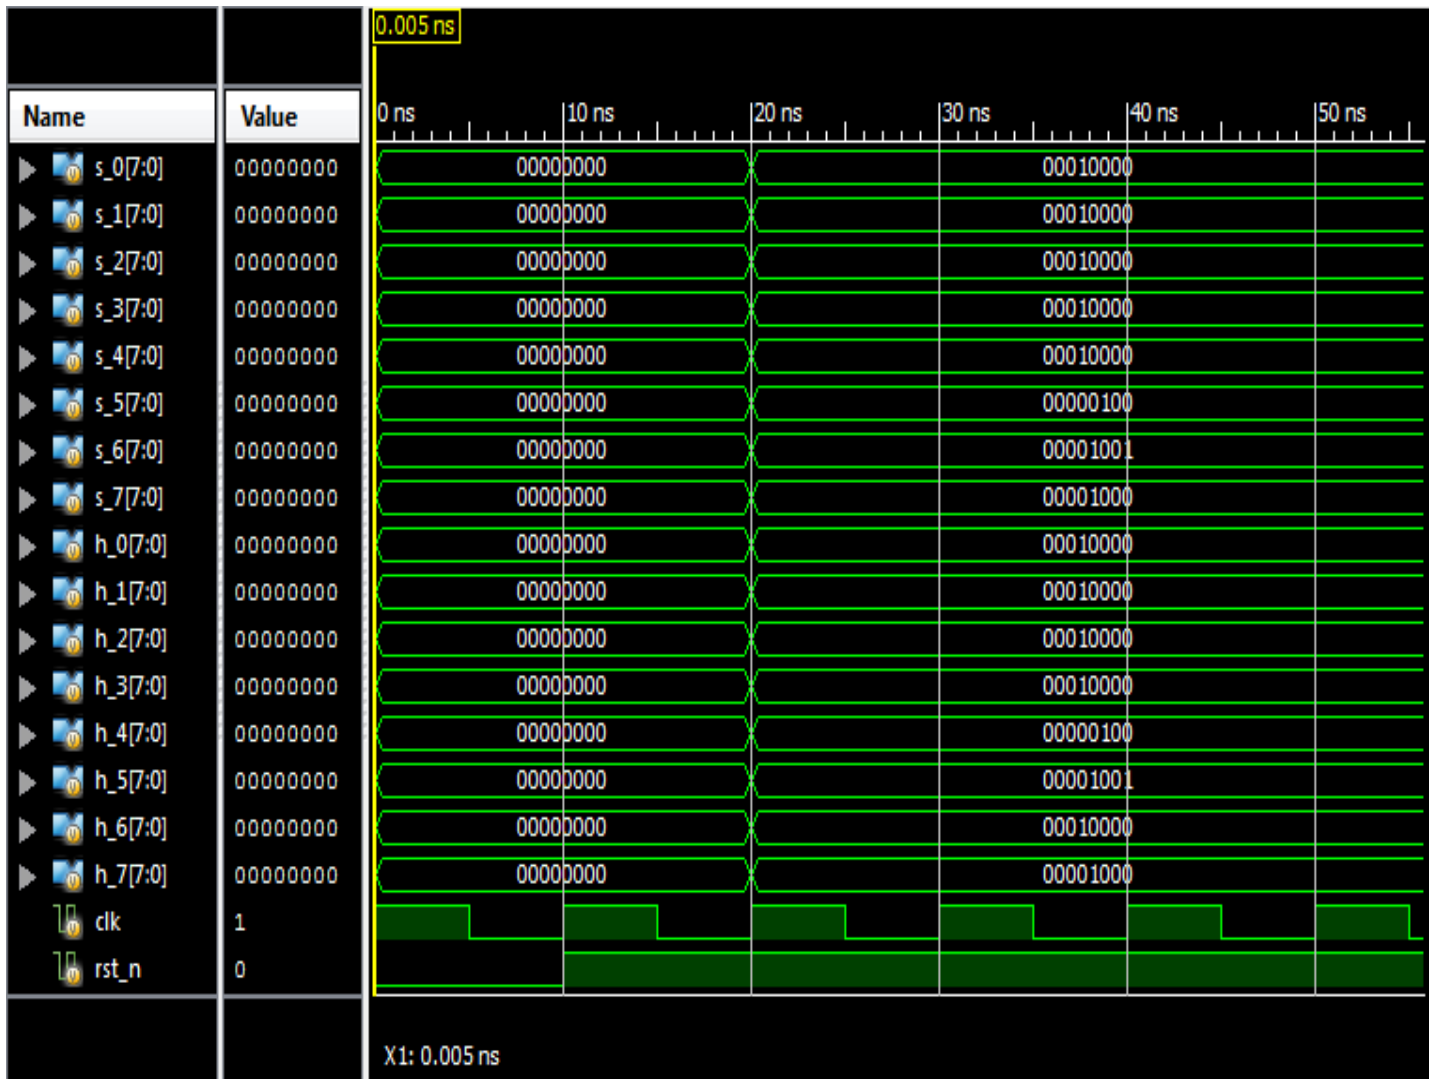 0.005 ns
Name Value 0 ns 10 ns 20 ns 30 ns 40 ns 50 ns
s_0[7:0] 00000000 00000000 00010000
s_1[7:0] 00000000 00000000 00010000
s_2[7:0] 00000000 00000000 00010000
s_3[7:0] 00000000 00000000 00010000
s_4[7:0] 00000000 00000000 00010000
s_5[7:0] 00000000 00000000 00000100
s_6[7:0] 00000000 00000000 00001001
s_7[7:0] 00000000 00000000 00001000
h_0[7:0] 00000000 00000000 00010000
h_1[7:0] 00000000 00000000 00010000
h_2[7:0] 00000000 00000000 00010000
h_3[7:0] 00000000 00000000 00010000
h_4[7:0] 00000000 00000000 00000100
h_5[7:0] 00000000 00000000 00001001
h_6[7:0] 00000000 00000000 00010000
h_7[7:0] 00000000 00000000 00001000
clk 1
rst_n 0
X1: 0.005 ns